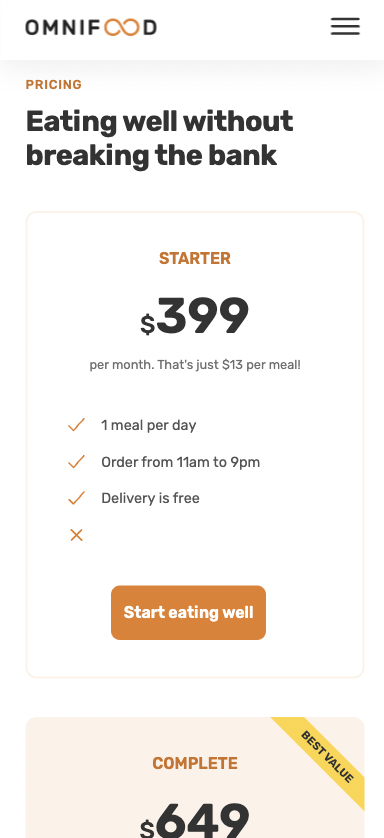 OMNIFOOD
PRICING
Eating well without
breaking the bank
STARTER
$399
per month. That's just $13 per meal!
1 meal per day
Order from 11am to 9pm
Delivery is free
Start eating well
BEST VALUE
COMPLETE
$649